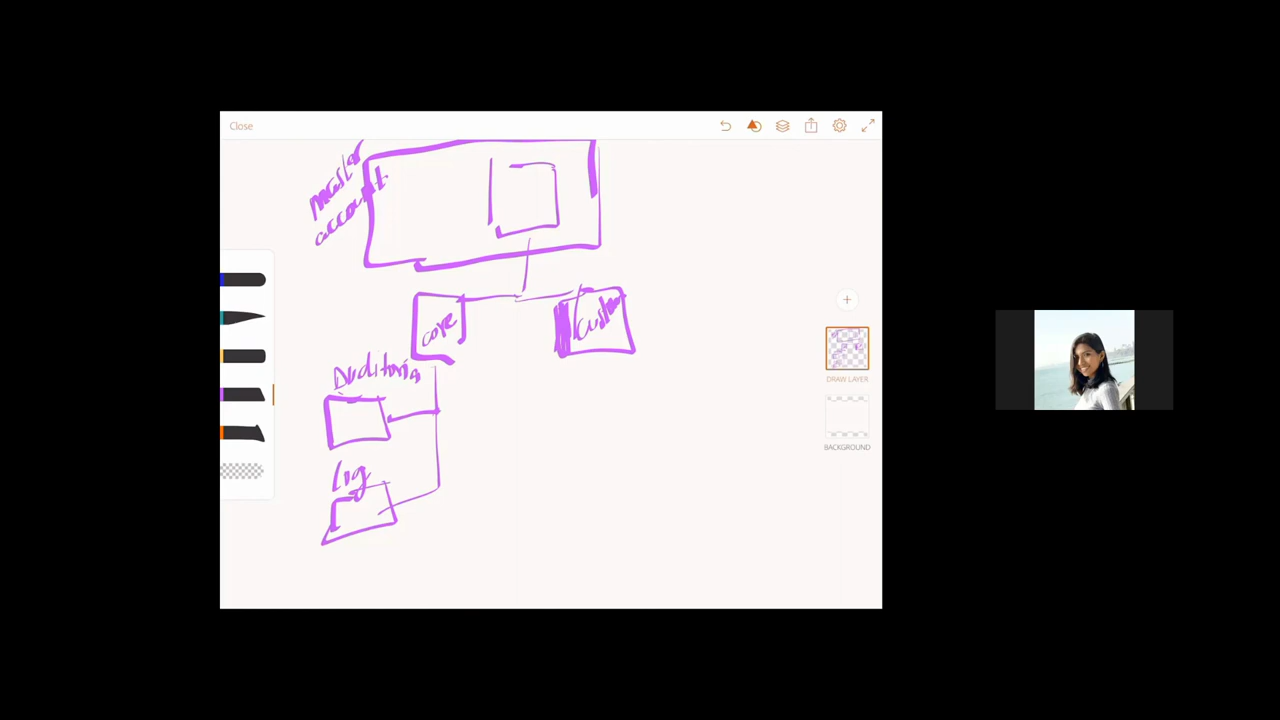 Close
Master
account
core
Custom
Auditoria
Log
DRAW LAYER
BACKGROUND